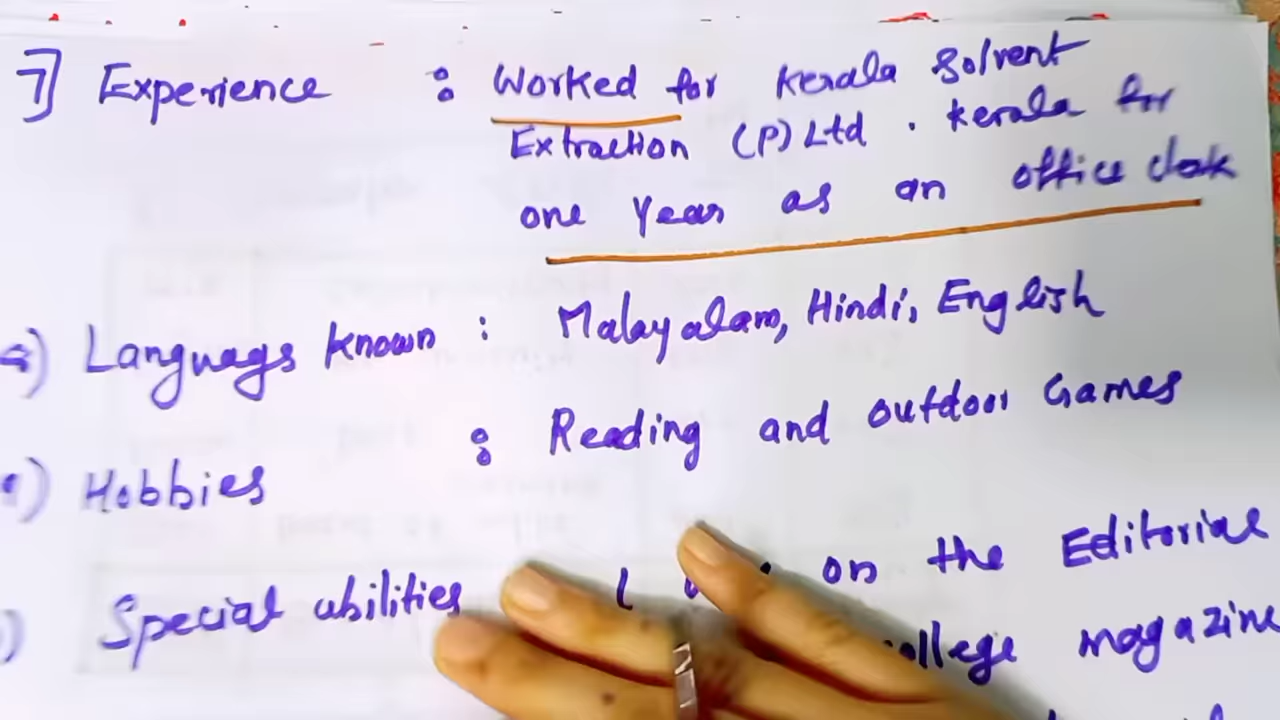 7] Experience : Worked for Kerala Solvent
Extraction (P) Ltd . Kerala for
one Year as an office clerk
Languags known : Malayalam, Hindi, English
) Hobbies : Reading and outdoor Games
) Special abilities on the Editorial
college magazine